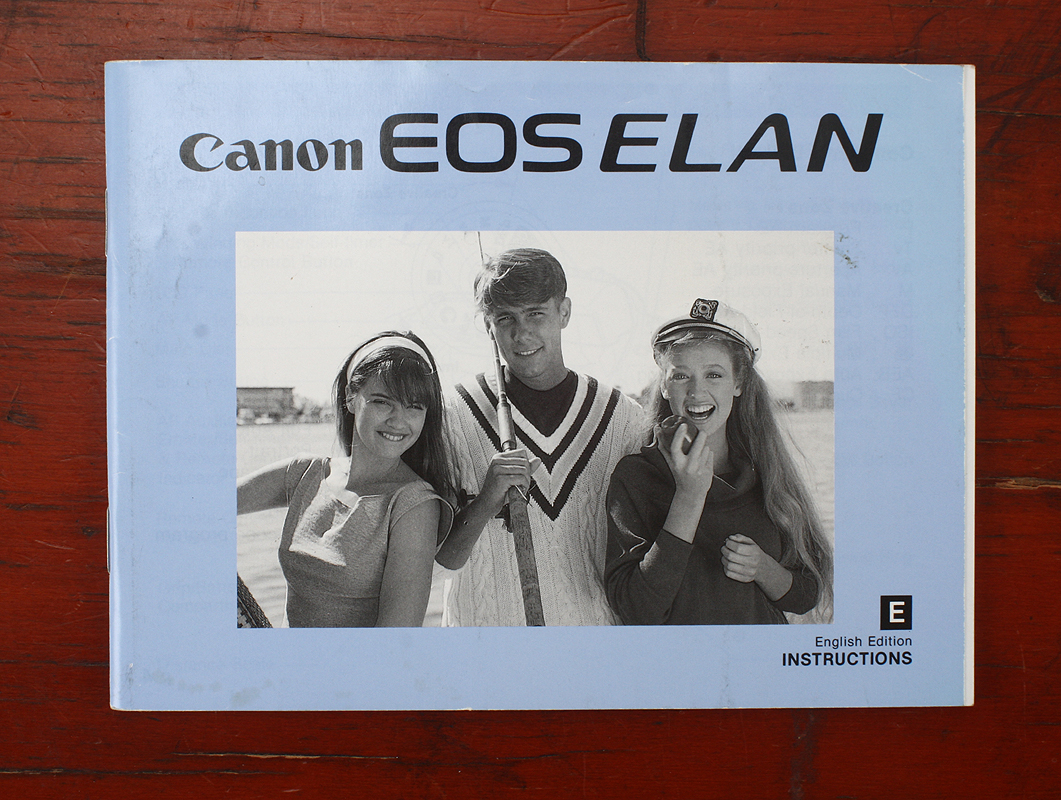 Canon EOS ELAN
E
English Edition
INSTRUCTIONS